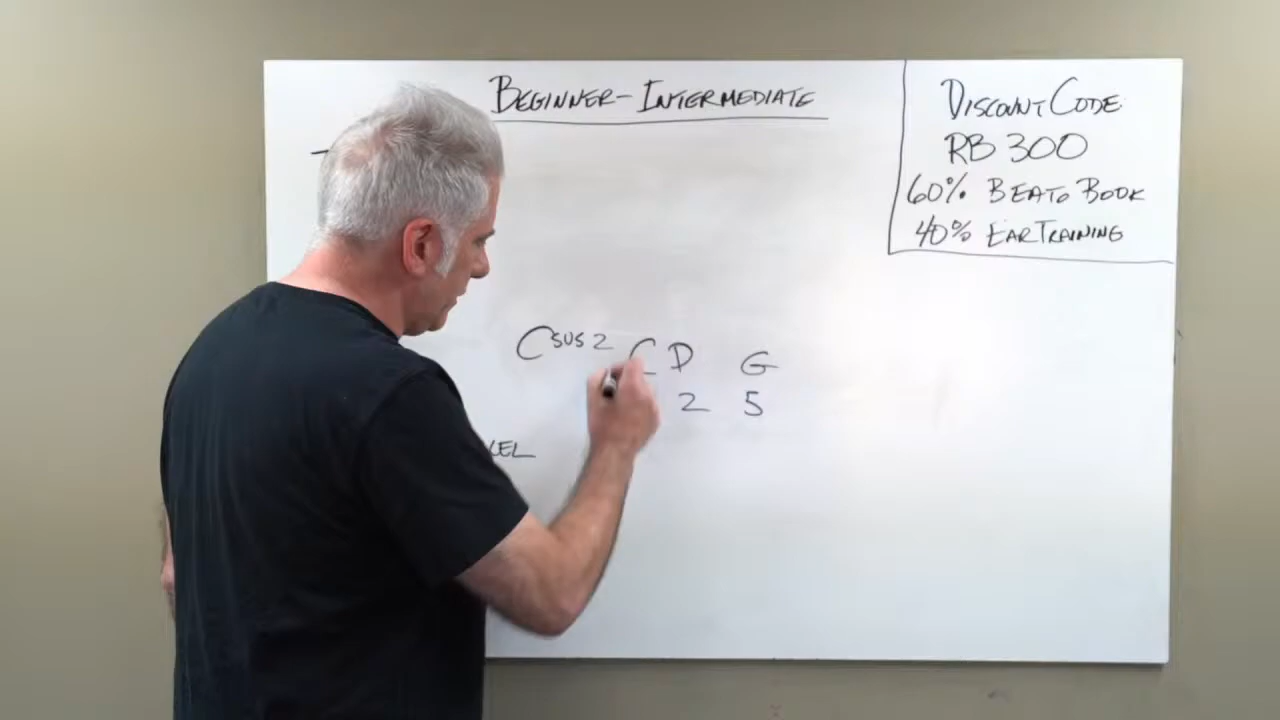 BEGINNER-INTERMEDIATE
DISCOUNT CODE
RB 300
60% BEATO BOOK
40% EAR TRAINING
Csus2 C D G
2 5